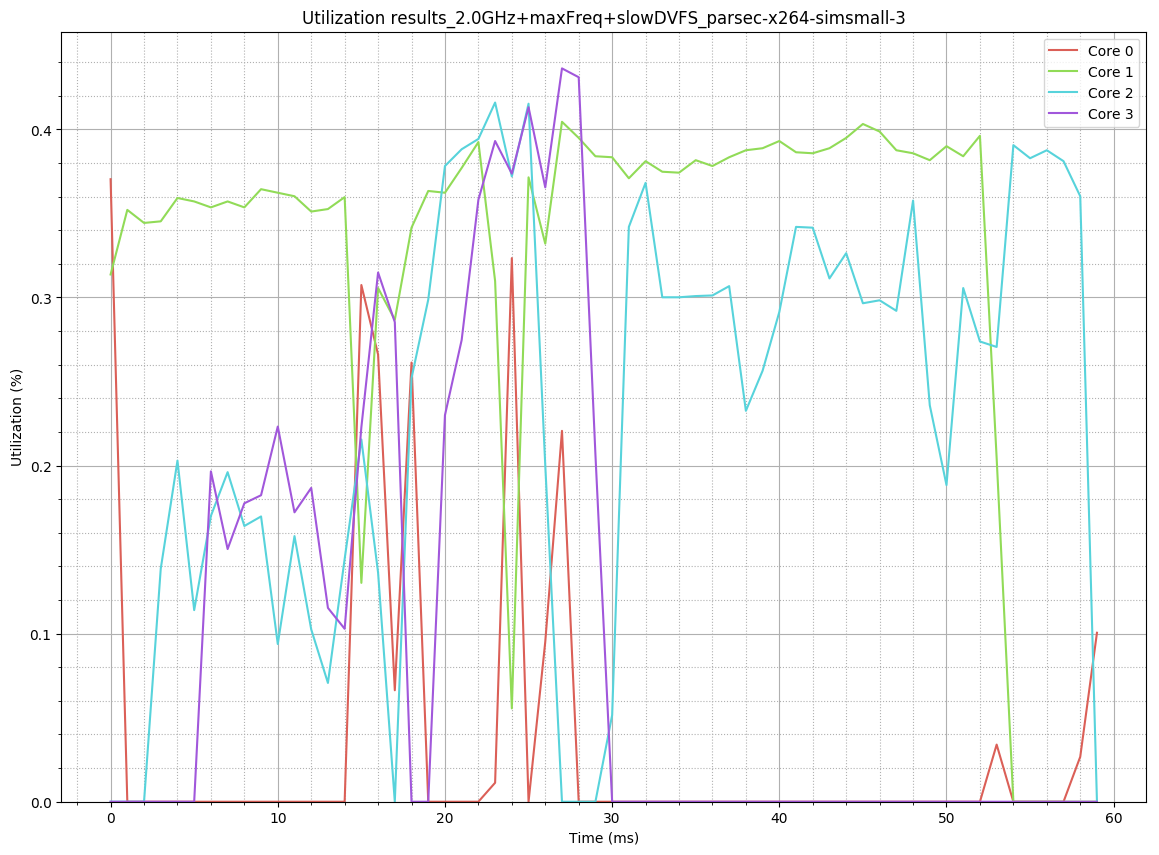 Utilization results_2.0GHz+maxFreq+slowDVFS_parsec-x264-simsmall-3
Core 0
Core 1
Core 2
Core 3
Utilization (%)
0.4
0.3
0.2
0.1
0.0
0 10 20 30 40 50 60
Time (ms)